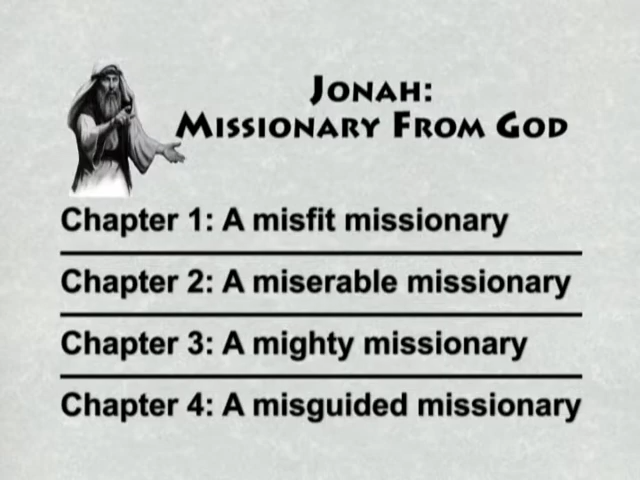 Jonah:
Missionary From God
Chapter 1: A misfit missionary
Chapter 2: A miserable missionary
Chapter 3: A mighty missionary
Chapter 4: A misguided missionary